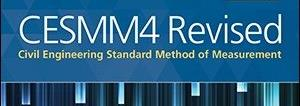 CESMM4 Revised
Civil Engineering Standard Method of Measurement